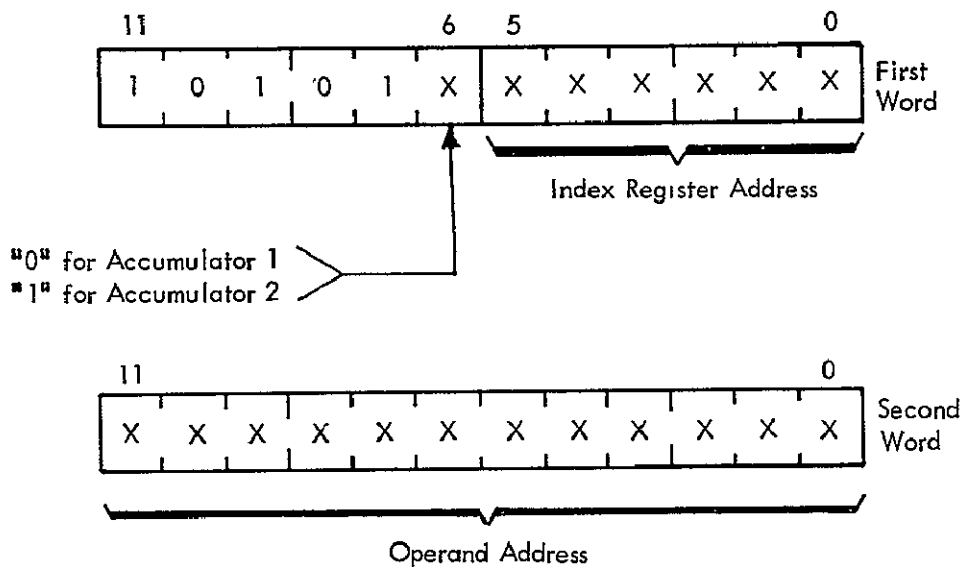 11 6 5 0
1 0 1 0 1 X X X X X X X
First
Word
Index Register Address
"0" for Accumulator 1
"1" for Accumulator 2
11 0
X X X X X X X X X X X X
Second
Word
Operand Address